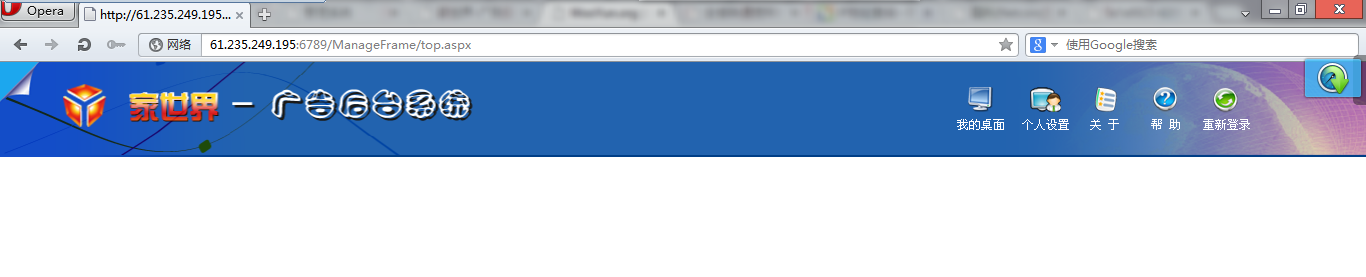 Opera
http://61.235.249.195...
网络
61.235.249.195:6789/ManageFrame/top.aspx
使用Google搜索
家世界 — 广告后台系统
我的桌面 个人设置 关 于 帮 助 重新登录